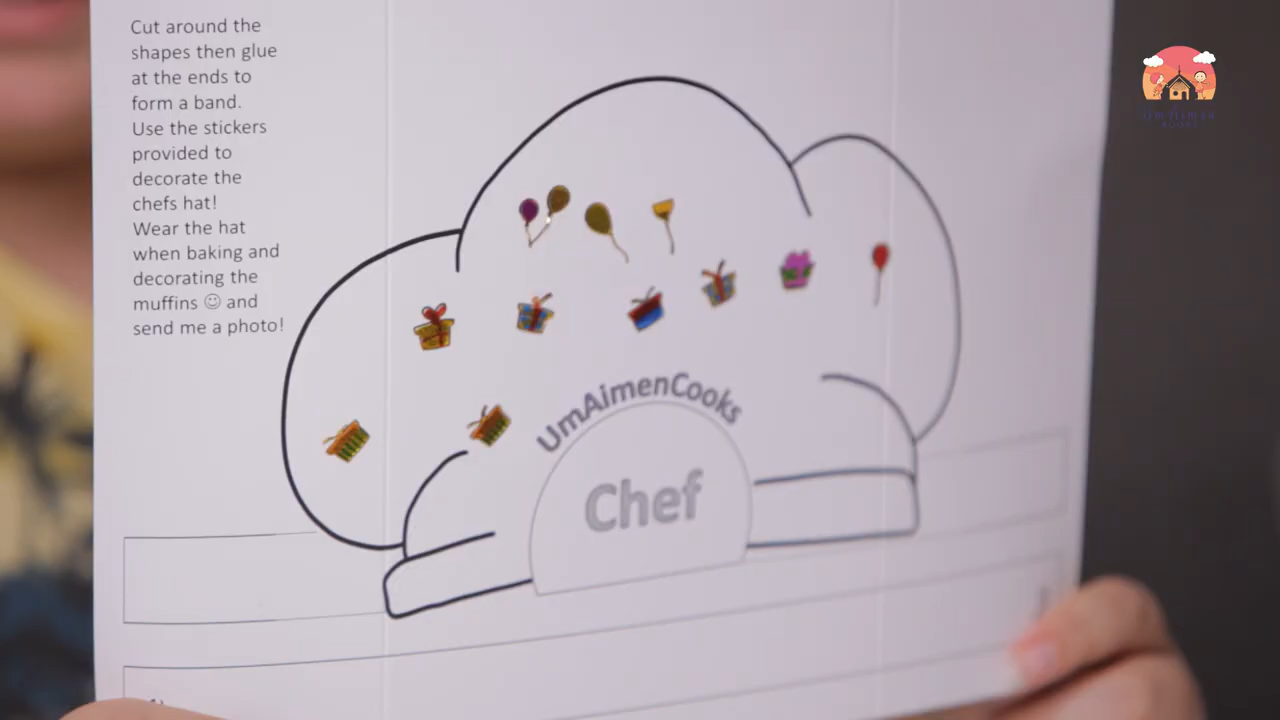 Cut around the
shapes then glue
at the ends to
form a band.
Use the stickers
provided to
decorate the
chefs hat!
Wear the hat
when baking and
decorating the
muffins ☺ and
send me a photo!
UmAimenCooks
Chef